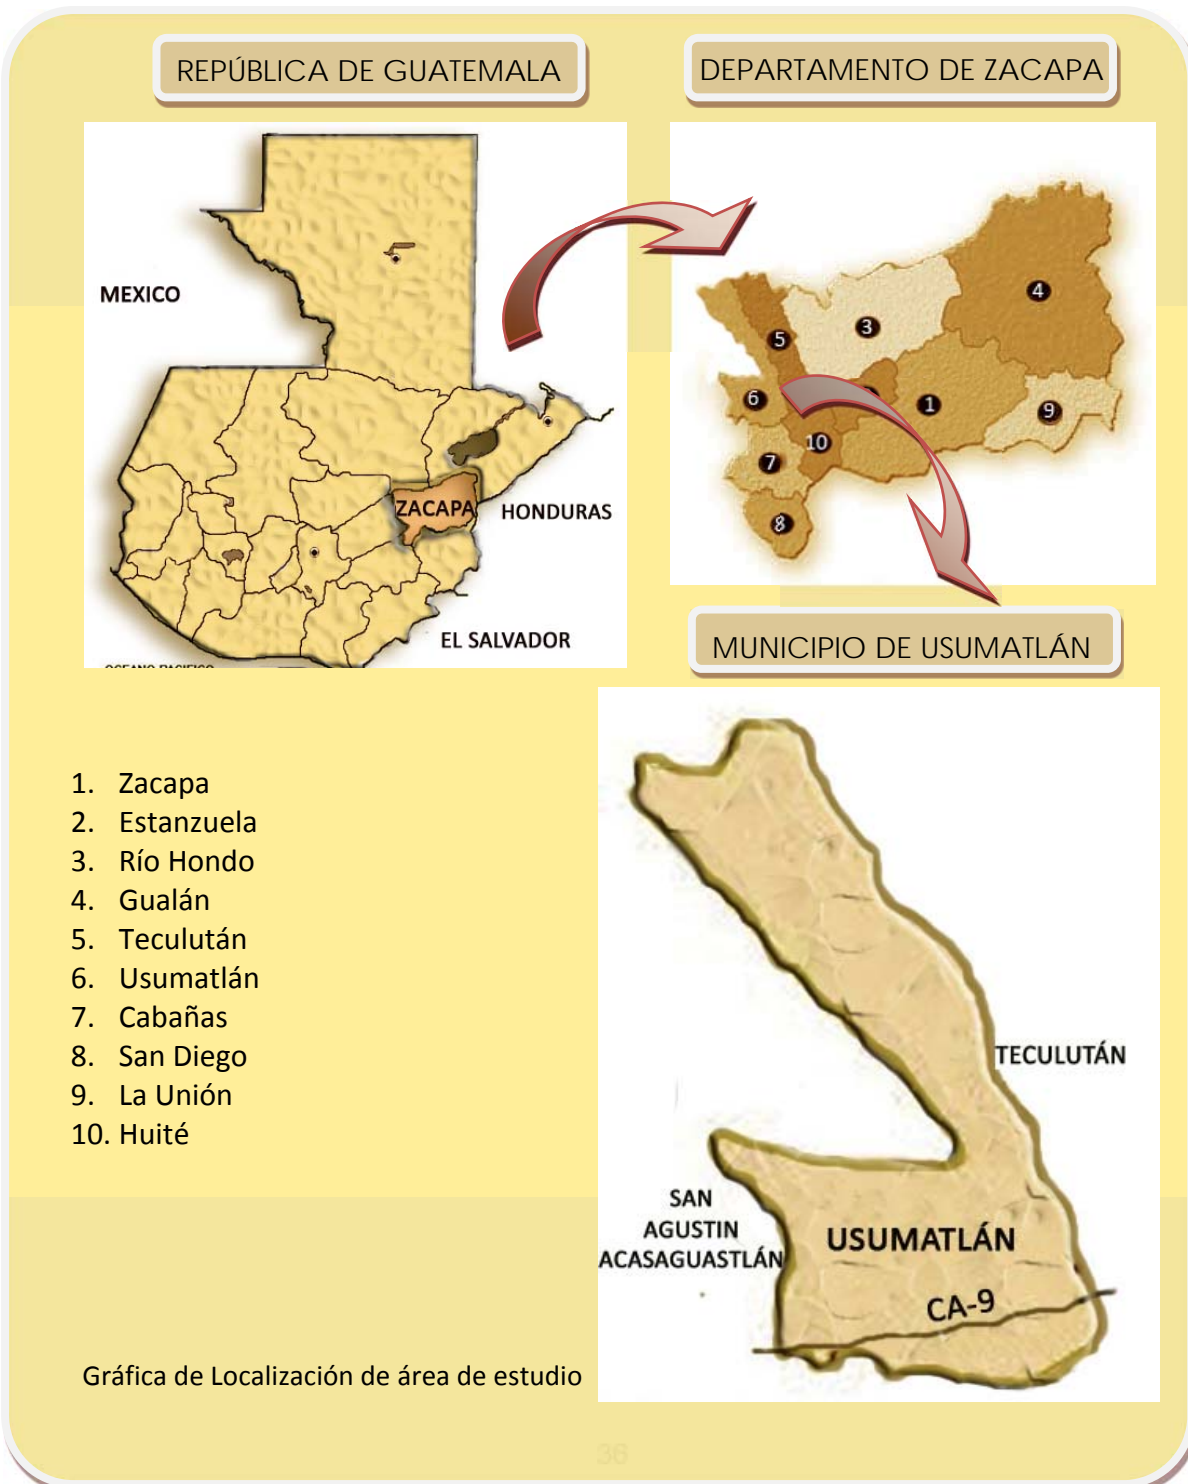 REPÚBLICA DE GUATEMALA
DEPARTAMENTO DE ZACAPA
MEXICO
ZACAPA
HONDURAS
EL SALVADOR
OCEANO PACIFICO
4
3
5
6
1
9
10
7
8
MUNICIPIO DE USUMATLÁN
1. Zacapa
2. Estanzuela
3. Río Hondo
4. Gualán
5. Teculután
6. Usumatlán
7. Cabañas
8. San Diego
9. La Unión
10. Huité
TECULUTÁN
SAN
AGUSTIN
ACASAGUASTLÁN
USUMATLÁN
CA-9
Gráfica de Localización de área de estudio
36